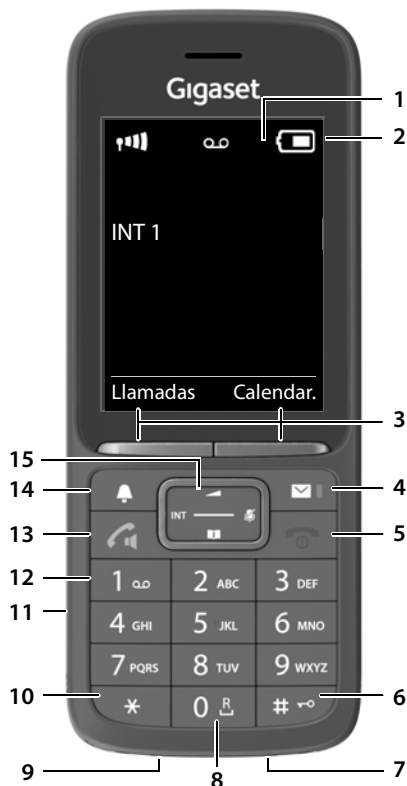 Gigaset
1
2
INT 1
Llamadas Calendar.
3
15
14
4
INT
13
5
12
1 2 ABC 3 DEF
11
4 GHI 5 JKL 6 MNO
7 PQRS 8 TUV 9 WXYZ
10
* 0 R #
6
9
8
7